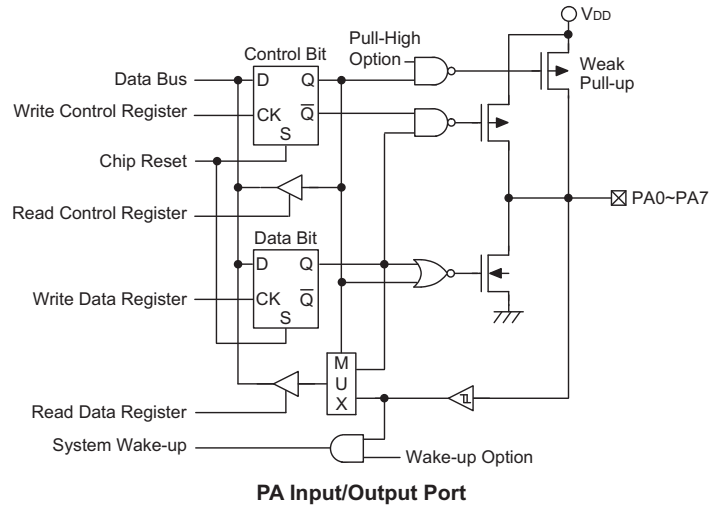 VDD
Pull-High
Option
Control Bit
Weak
Pull-up
Data Bus
D
Q
Write Control Register
CK
Q̅
S
Chip Reset
Read Control Register
PA0~PA7
Data Bit
D
Q
Write Data Register
CK
Q̅
S
M
U
X
Read Data Register
System Wake-up
Wake-up Option
PA Input/Output Port